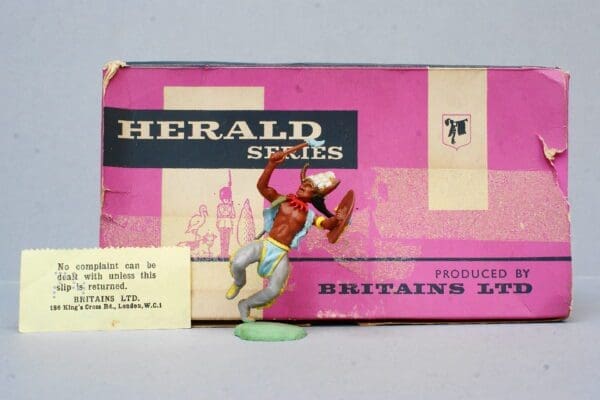 HERALD
SERIES
PRODUCED BY
BRITAINS LTD
No complaint can be
dealt with unless this
slip is returned.
BRITAINS LTD.
186 King's Cross Rd., London, W.C.1